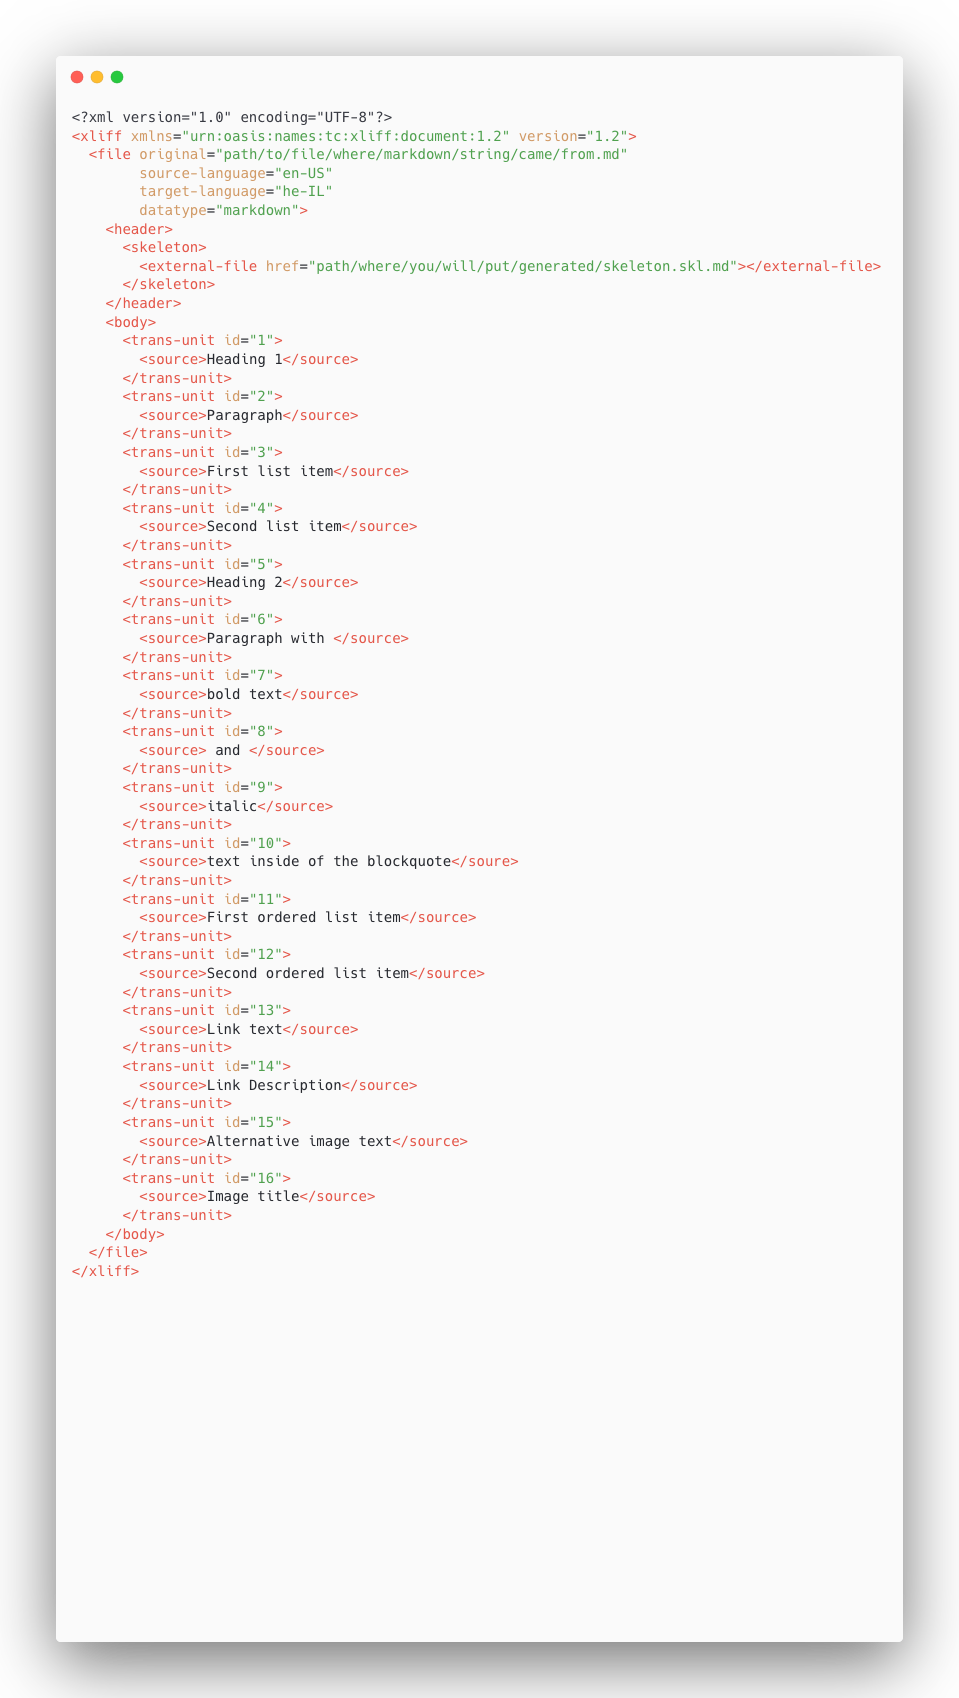 <?xml version="1.0" encoding="UTF-8"?>
<xliff xmlns="urn:oasis:names:tc:xliff:document:1.2" version="1.2">
  <file original="path/to/file/where/markdown/string/came/from.md"
        source-language="en-US"
        target-language="he-IL"
        datatype="markdown">
    <header>
      <skeleton>
        <external-file href="path/where/you/will/put/generated/skeleton.skl.md"></external-file>
      </skeleton>
    </header>
    <body>
      <trans-unit id="1">
        <source>Heading 1</source>
      </trans-unit>
      <trans-unit id="2">
        <source>Paragraph</source>
      </trans-unit>
      <trans-unit id="3">
        <source>First list item</source>
      </trans-unit>
      <trans-unit id="4">
        <source>Second list item</source>
      </trans-unit>
      <trans-unit id="5">
        <source>Heading 2</source>
      </trans-unit>
      <trans-unit id="6">
        <source>Paragraph with </source>
      </trans-unit>
      <trans-unit id="7">
        <source>bold text</source>
      </trans-unit>
      <trans-unit id="8">
        <source> and </source>
      </trans-unit>
      <trans-unit id="9">
        <source>italic</source>
      </trans-unit>
      <trans-unit id="10">
        <source>text inside of the blockquote</soure>
      </trans-unit>
      <trans-unit id="11">
        <source>First ordered list item</source>
      </trans-unit>
      <trans-unit id="12">
        <source>Second ordered list item</source>
      </trans-unit>
      <trans-unit id="13">
        <source>Link text</source>
      </trans-unit>
      <trans-unit id="14">
        <source>Link Description</source>
      </trans-unit>
      <trans-unit id="15">
        <source>Alternative image text</source>
      </trans-unit>
      <trans-unit id="16">
        <source>Image title</source>
      </trans-unit>
    </body>
  </file>
</xliff>